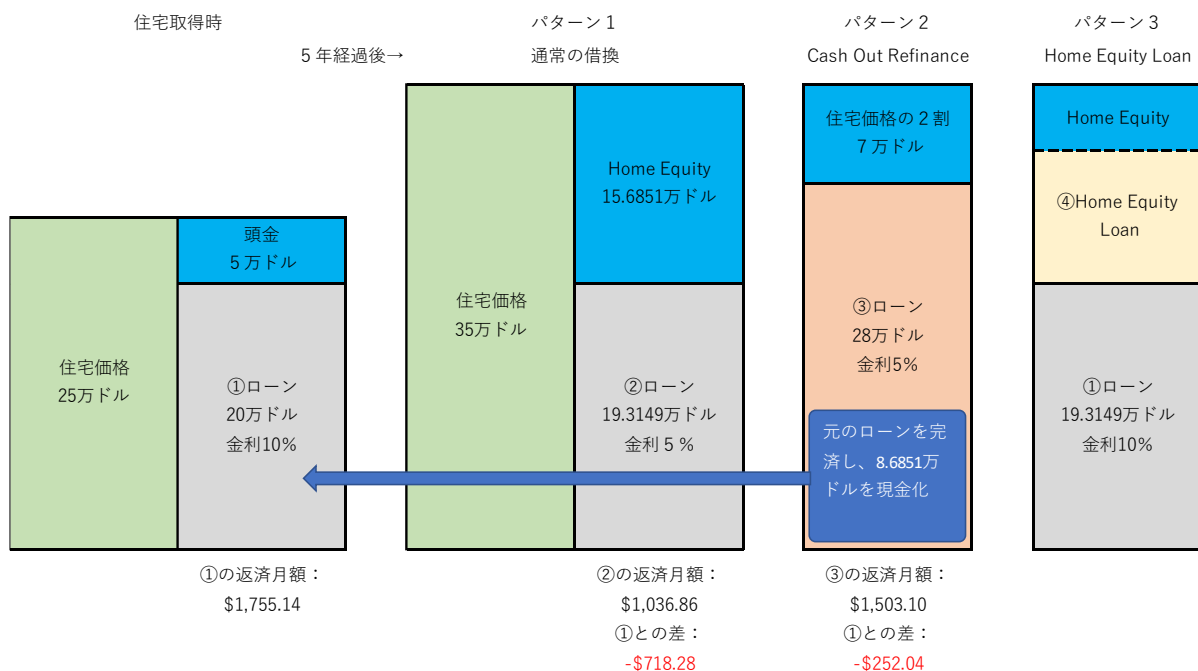 住宅取得時
5 年経過後→
パターン 1
通常の借換
パターン 2
Cash Out Refinance
パターン 3
Home Equity Loan
住宅価格
25万ドル
頭金
5 万ドル
①ローン
20万ドル
金利10%
①の返済月額：
$1,755.14
住宅価格
35万ドル
Home Equity
15.6851万ドル
②ローン
19.3149万ドル
金利 5 %
②の返済月額：
$1,036.86
①との差：
-$718.28
住宅価格の 2 割
7 万ドル
③ローン
28万ドル
金利5%
元のローンを完
済し、8.6851万
ドルを現金化
③の返済月額：
$1,503.10
①との差：
-$252.04
Home Equity
④Home Equity
Loan
①ローン
19.3149万ドル
金利10%